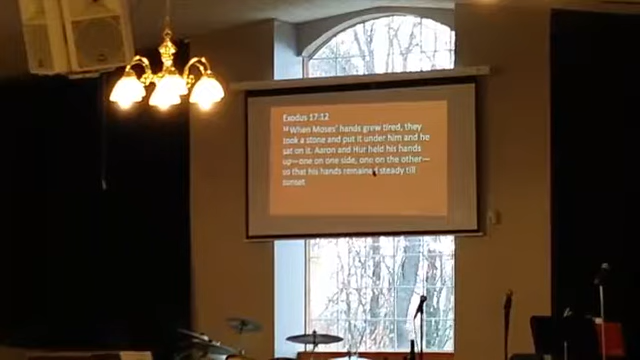 Exodus 17:12
12 When Moses' hands grew tired, they
took a stone and put it under him and he
sat on it. Aaron and Hur held his hands
up—one on one side, one on the other—
so that his hands remained steady till
sunset